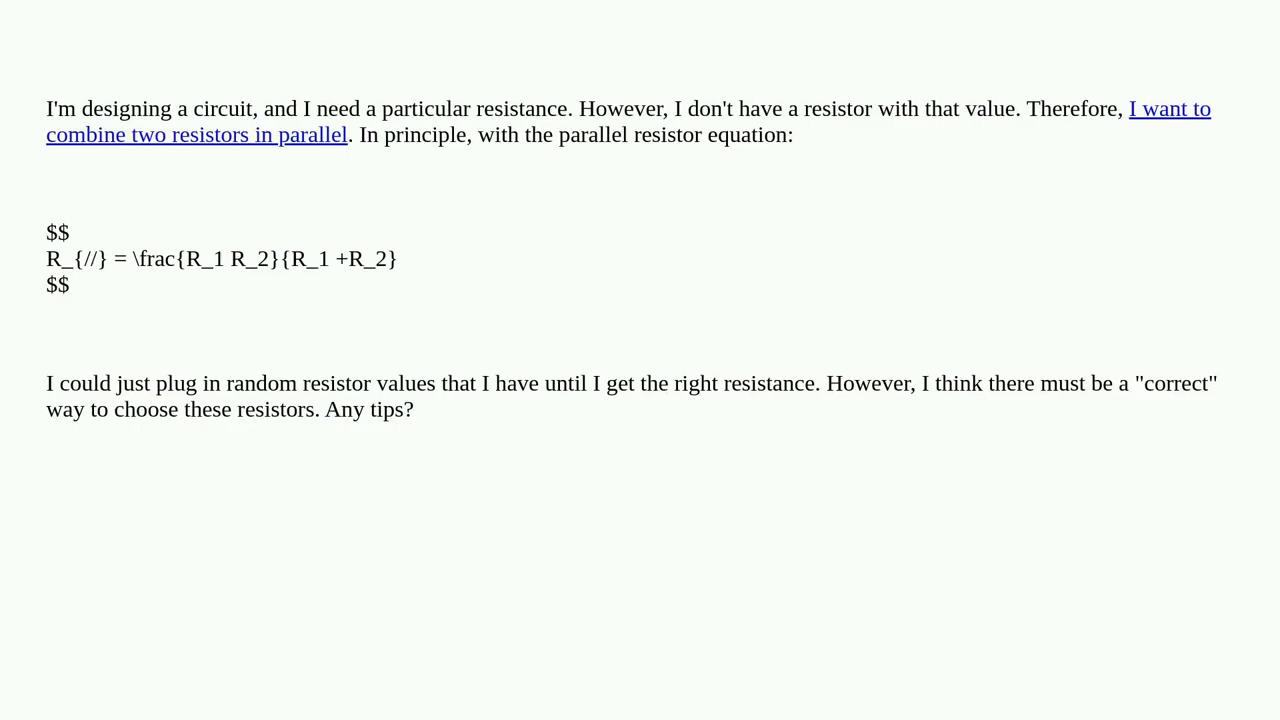 I'm designing a circuit, and I need a particular resistance. However, I don't have a resistor with that value. Therefore, I want to
combine two resistors in parallel. In principle, with the parallel resistor equation:
$$
R_{//} = \frac{R_1 R_2}{R_1 +R_2}
$$
I could just plug in random resistor values that I have until I get the right resistance. However, I think there must be a "correct"
way to choose these resistors. Any tips?